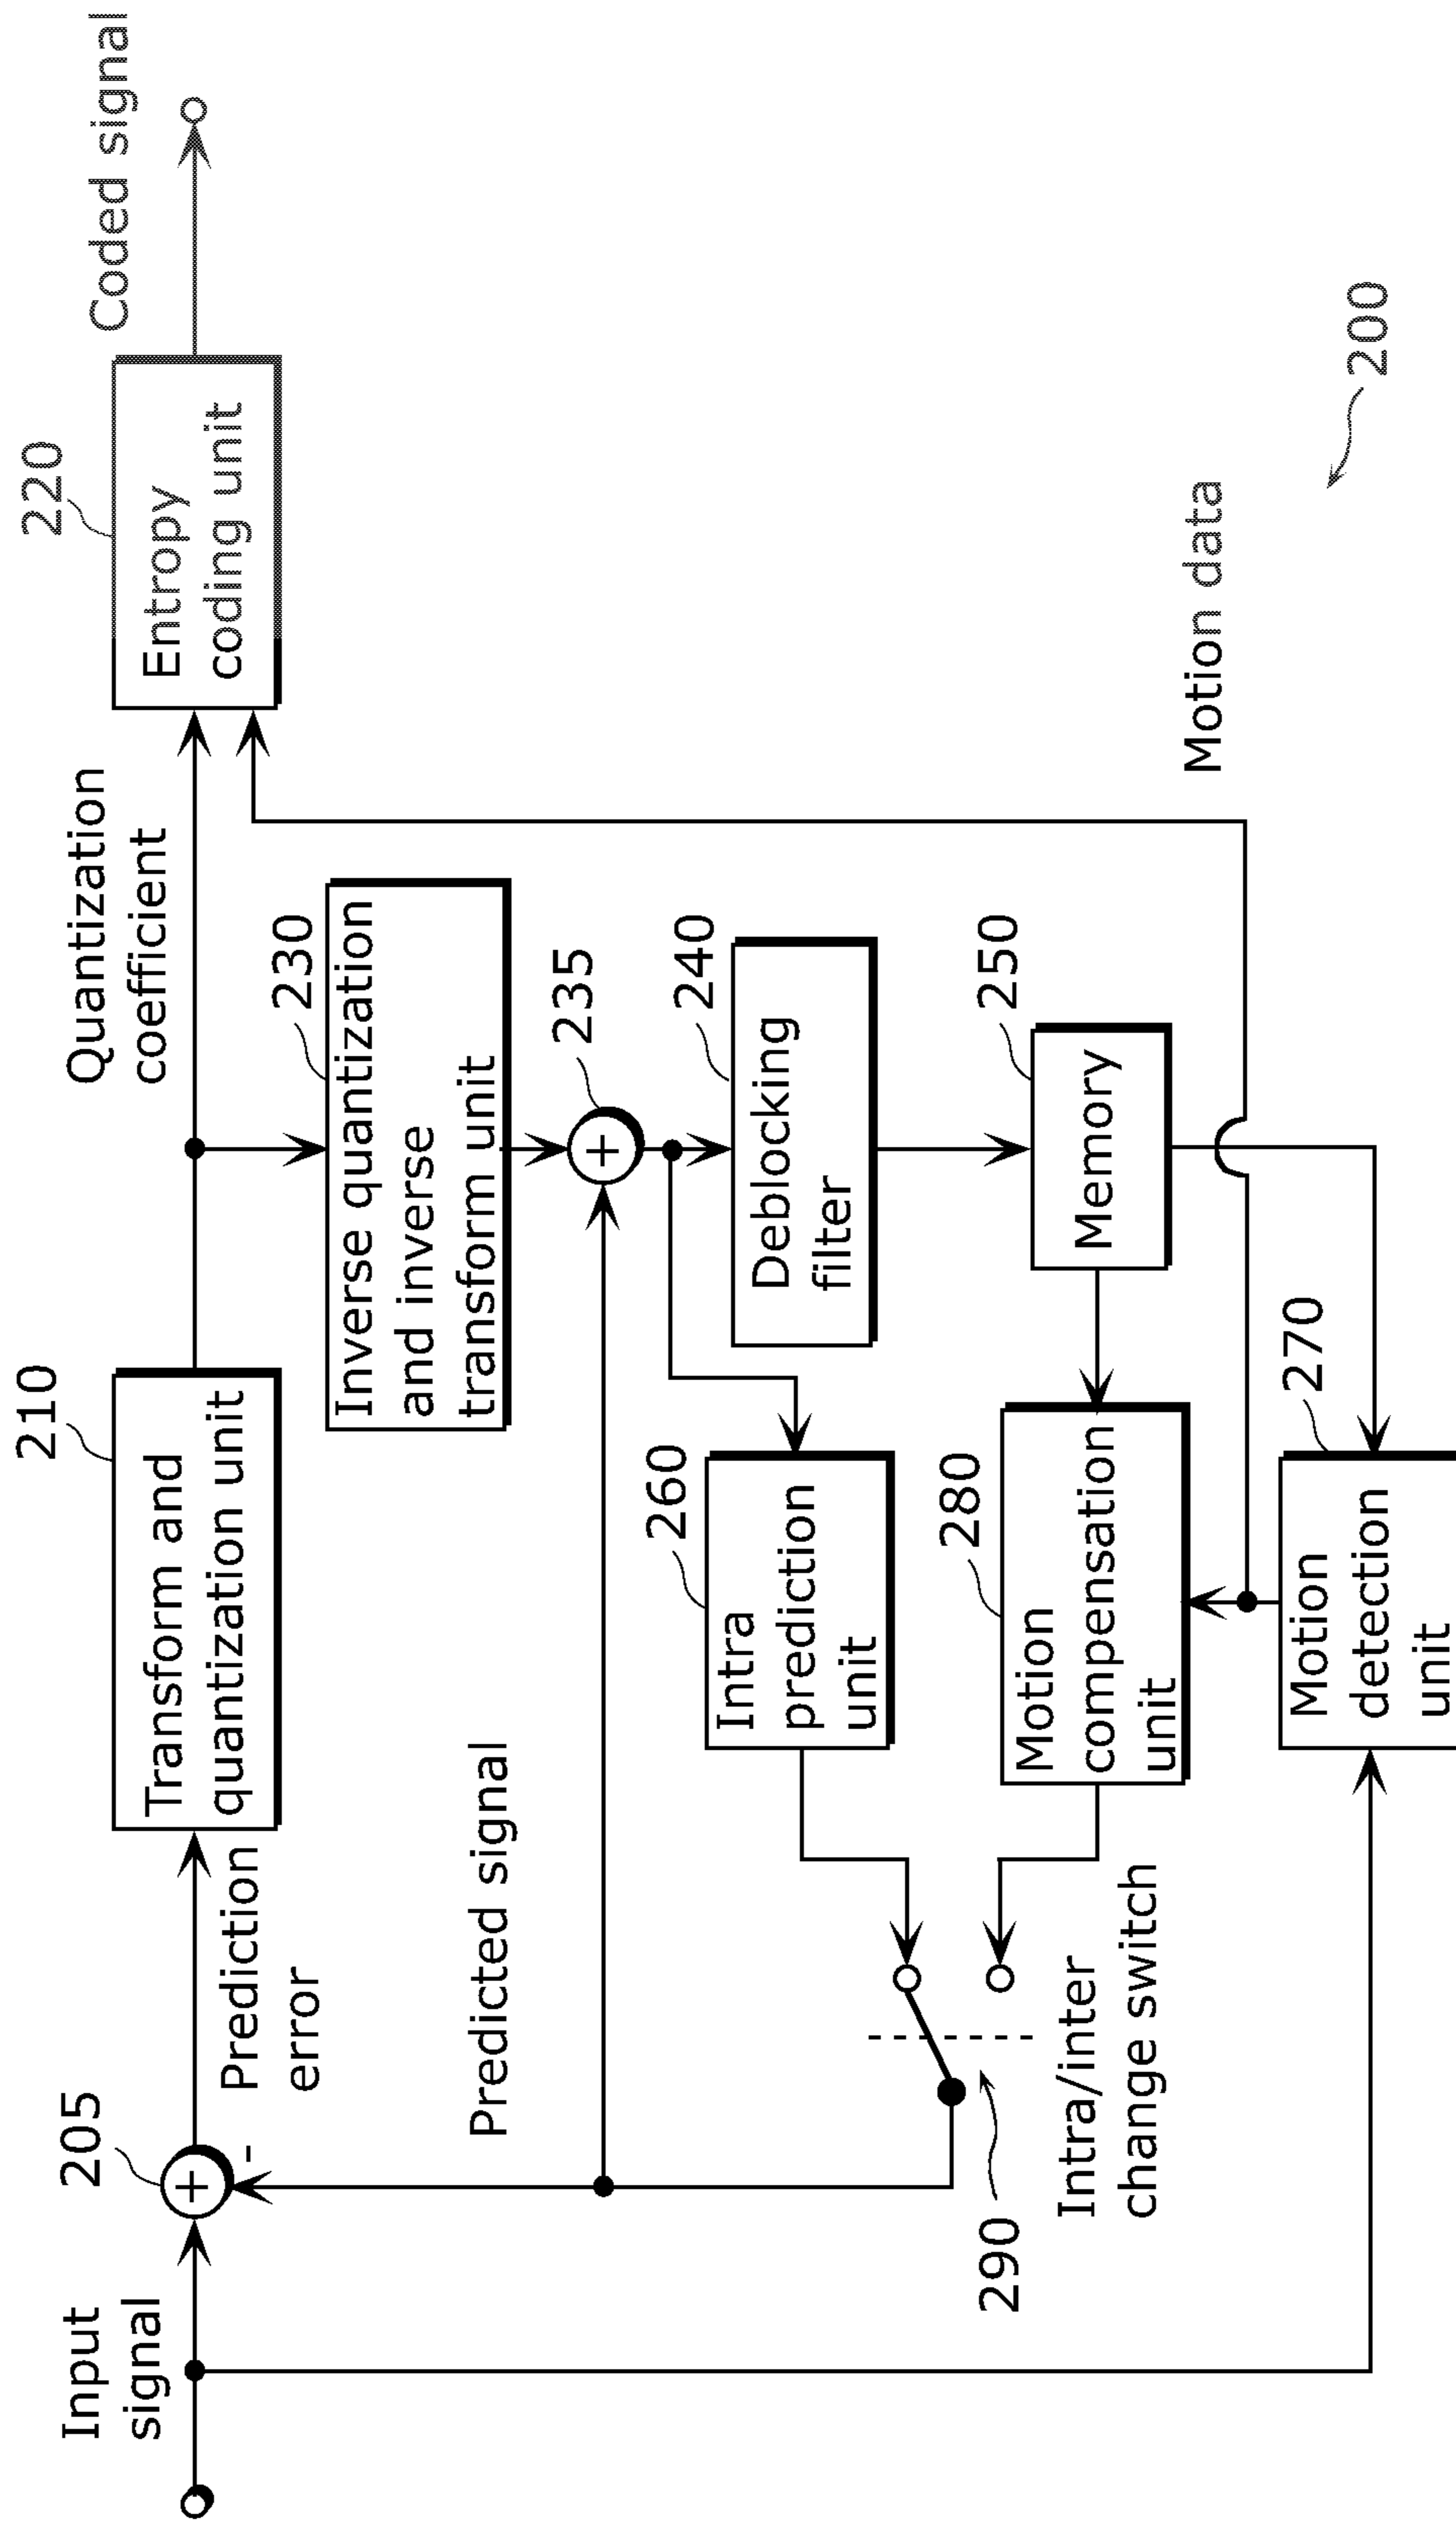 Input
signal
205
-
+
Prediction
error
210
Transform and
quantization unit
Quantization
coefficient
220
Entropy
coding unit
Coded signal
230
Inverse quantization
and inverse
transform unit
235
+
Predicted signal
240
Deblocking
filter
260
Intra
prediction
unit
250
Memory
280
Motion
compensation
unit
290
Intra/inter
change switch
270
Motion
detection
unit
Motion data
200